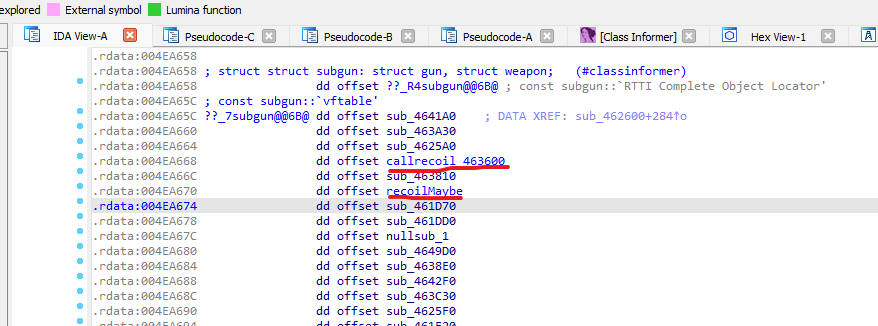 explored External symbol Lumina function
IDA View-A Pseudocode-C Pseudocode-B Pseudocode-A [Class Informer] Hex View-1 A
.rdata:004EA658
.rdata:004EA658 ; struct struct subgun: struct gun, struct weapon; (#classinformer)
.rdata:004EA658 dd offset ??_R4subgun@@6B@ ; const subgun::`RTTI Complete Object Locator'
.rdata:004EA65C ; const subgun::`vftable'
.rdata:004EA65C ??_7subgun@@6B@ dd offset sub_4641A0 ; DATA XREF: sub_462600+284↑o
.rdata:004EA660 dd offset sub_463A30
.rdata:004EA664 dd offset sub_4625A0
.rdata:004EA668 dd offset callrecoil_463600
.rdata:004EA66C dd offset sub_463810
.rdata:004EA670 dd offset recoilMaybe
.rdata:004EA674 dd offset sub_461D70
.rdata:004EA678 dd offset sub_461DD0
.rdata:004EA67C dd offset nullsub_1
.rdata:004EA680 dd offset sub_4649D0
.rdata:004EA684 dd offset sub_4638E0
.rdata:004EA688 dd offset sub_4642F0
.rdata:004EA68C dd offset sub_463C30
.rdata:004EA690 dd offset sub_4625F0
.rdata:004EA694 dd offset